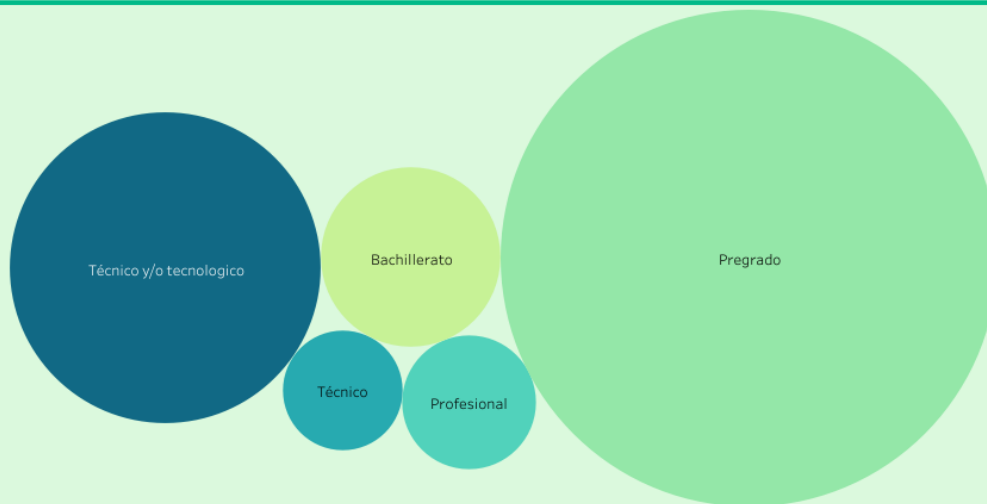 Técnico y/o tecnologico
Bachillerato
Pregrado
Técnico
Profesional